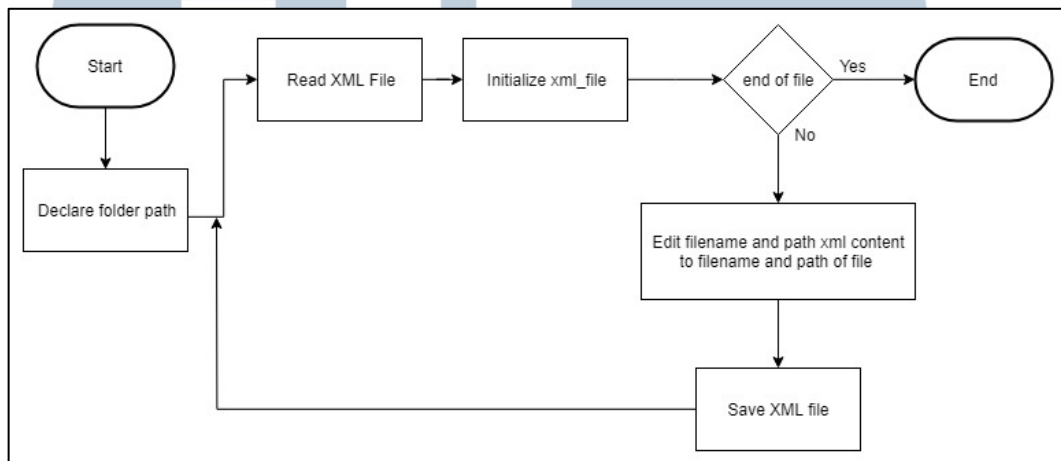 Start
Declare folder path
Read XML File
Initialize xml_file
end of file
Yes
End
No
Edit filename and path xml content
to filename and path of file
Save XML file